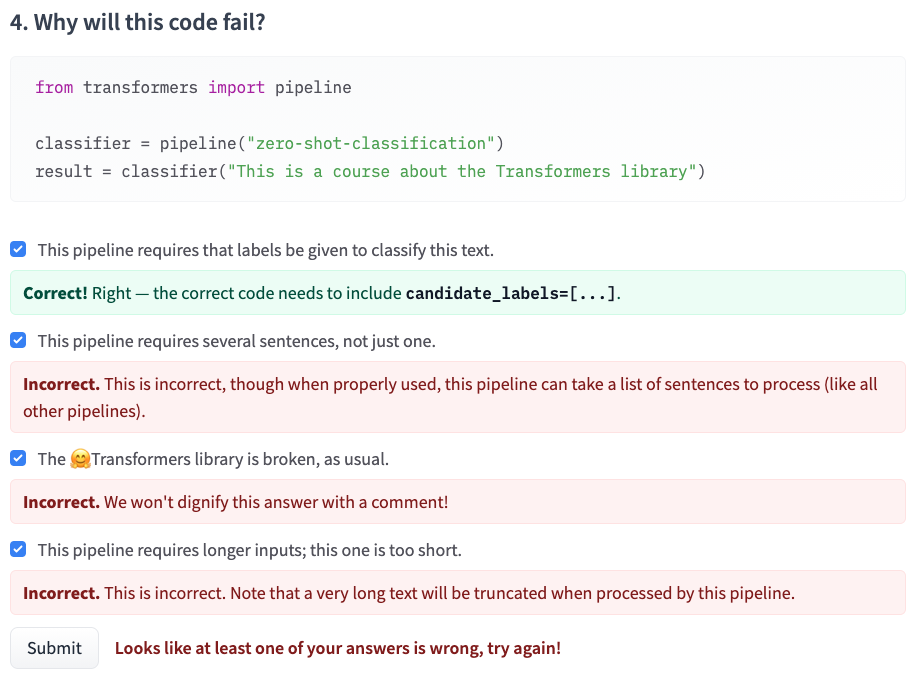 4. Why will this code fail?
from transformers import pipeline
classifier = pipeline("zero-shot-classification")
result = classifier("This is a course about the Transformers library")
This pipeline requires that labels be given to classify this text.
Correct! Right — the correct code needs to include candidate_labels=[...].
This pipeline requires several sentences, not just one.
Incorrect. This is incorrect, though when properly used, this pipeline can take a list of sentences to process (like all
other pipelines).
The 🤗Transformers library is broken, as usual.
Incorrect. We won't dignify this answer with a comment!
This pipeline requires longer inputs; this one is too short.
Incorrect. This is incorrect. Note that a very long text will be truncated when processed by this pipeline.
Submit Looks like at least one of your answers is wrong, try again!